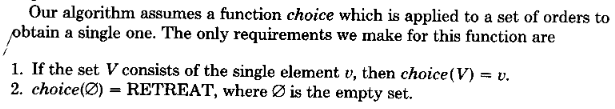 Our algorithm assumes a function choice which is applied to a set of orders to
obtain a single one. The only requirements we make for this function are
1. If the set V consists of the single element v, then choice(V) = v.
2. choice(∅) = RETREAT, where ∅ is the empty set.